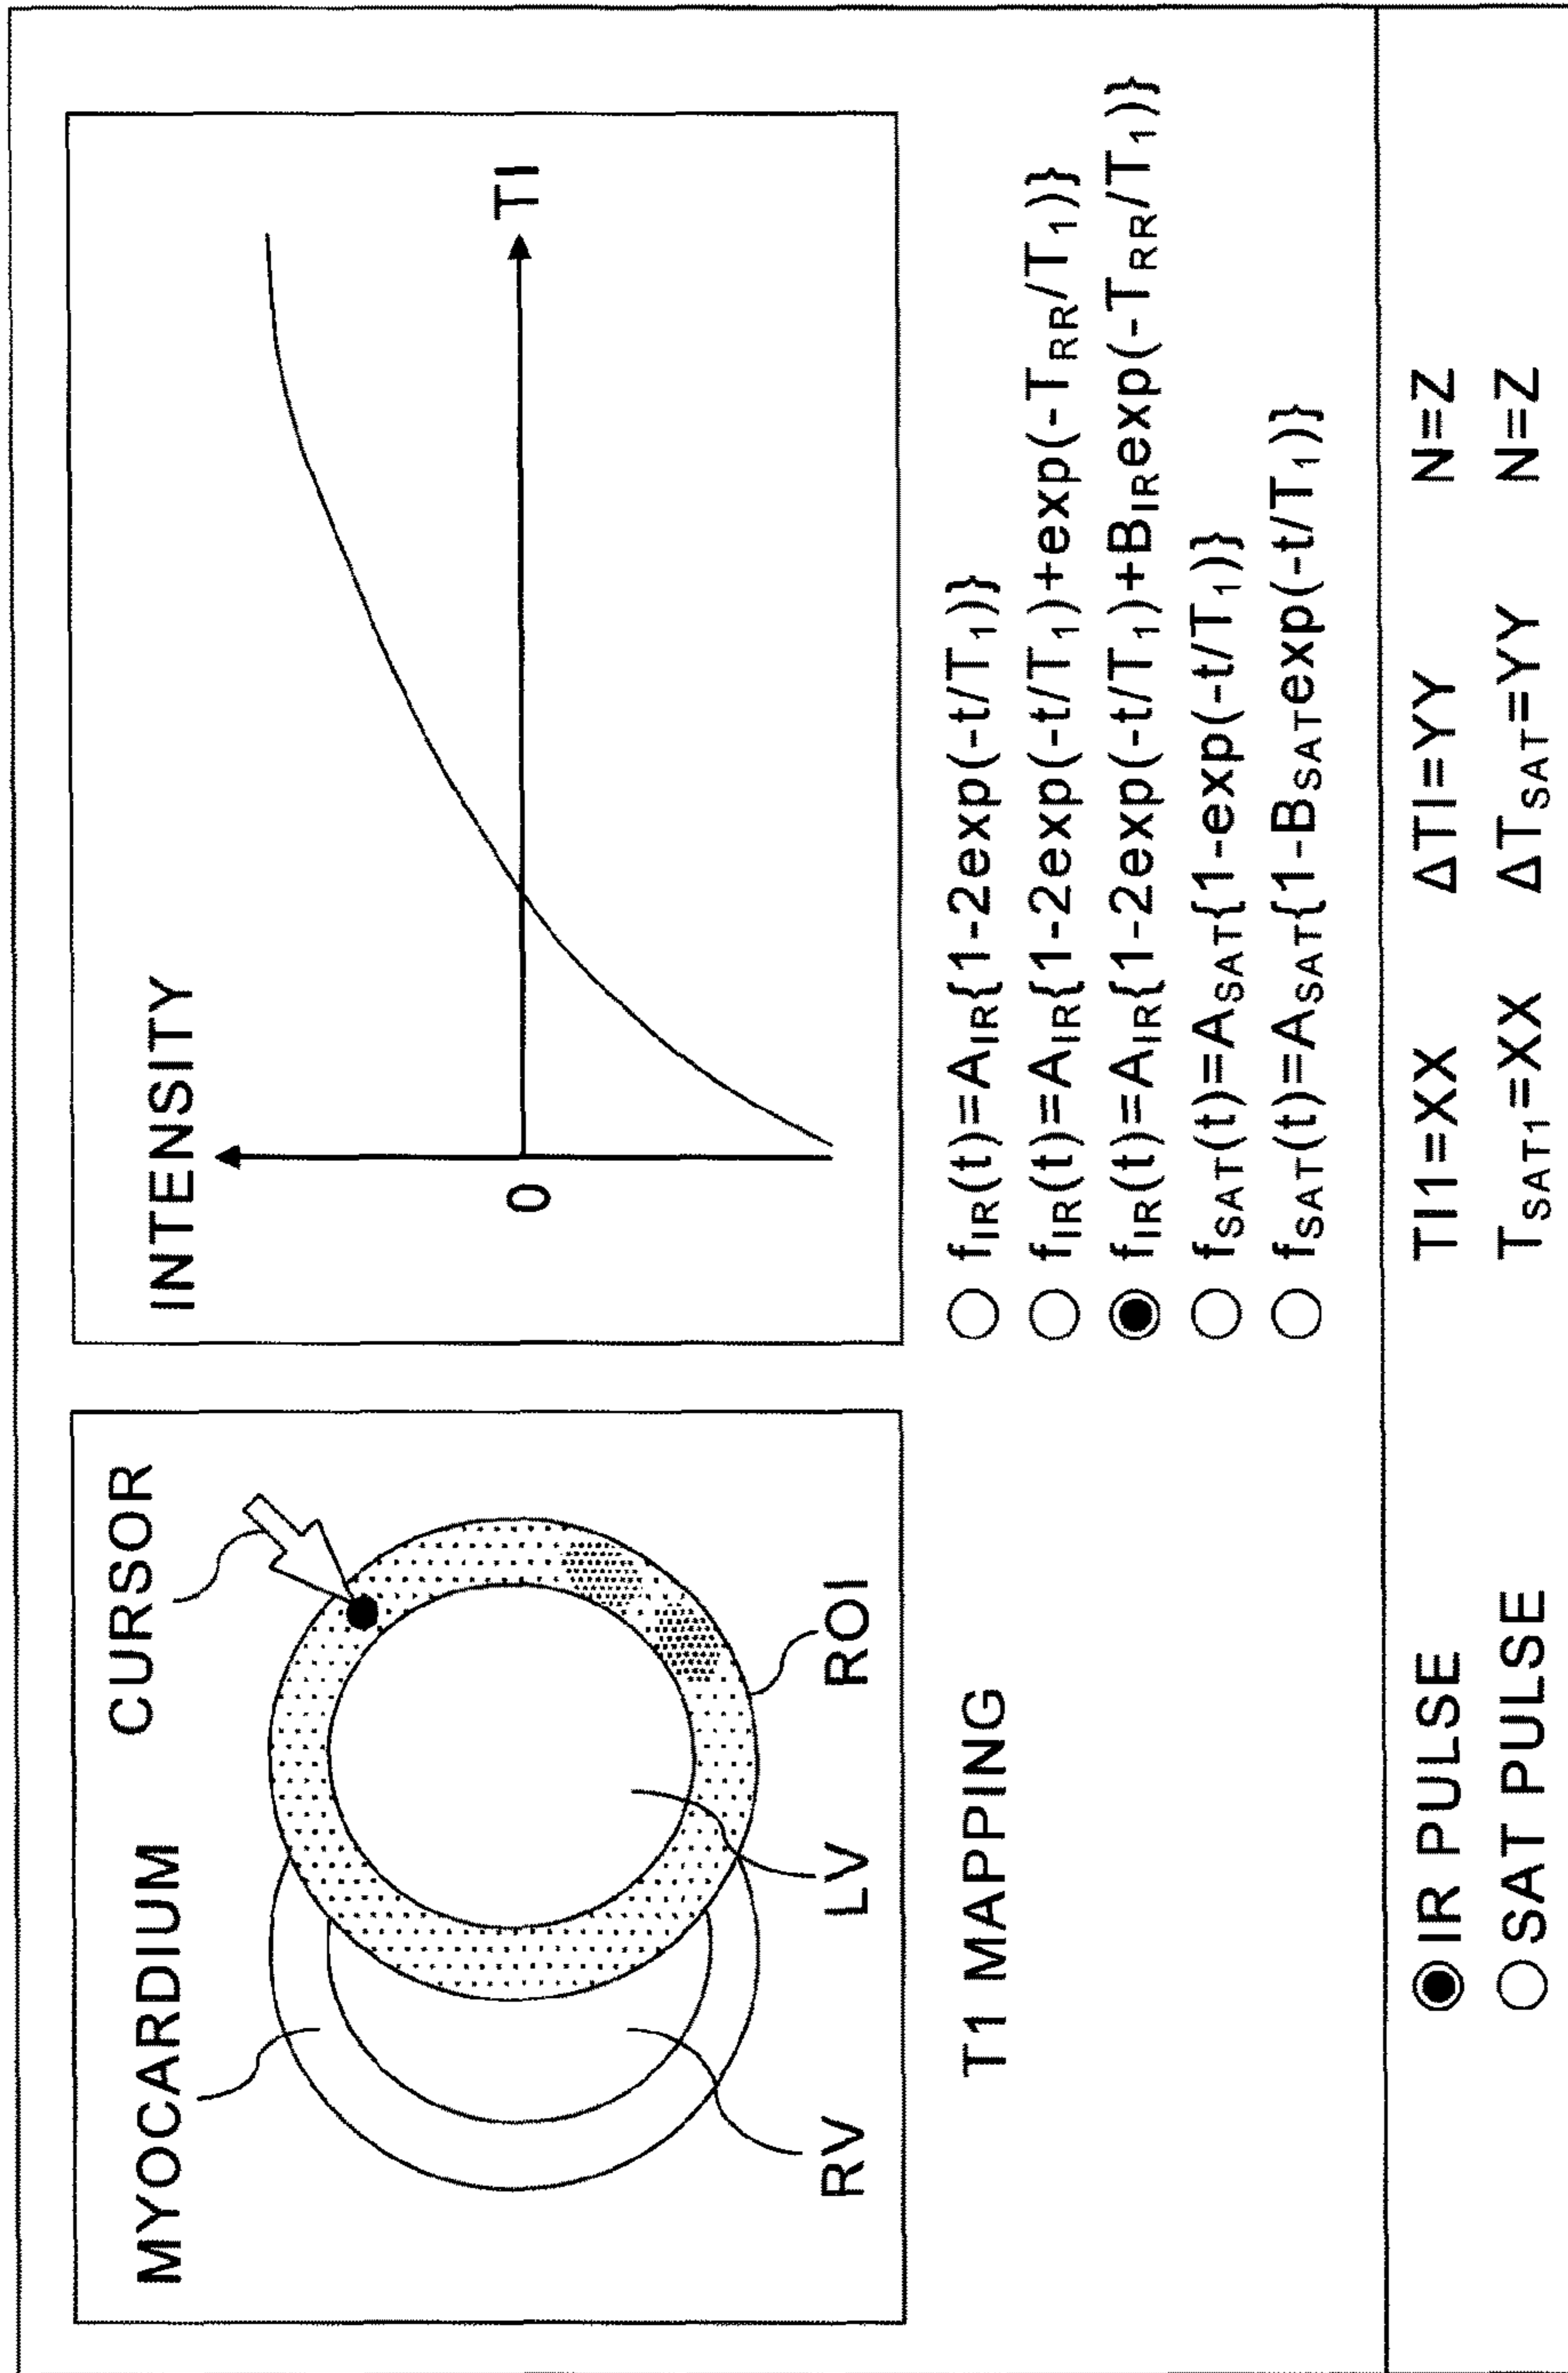 MYOCARDIUM
CURSOR
RV
LV
ROI
T1 MAPPING
INTENSITY
0
TI
f_IR(t)=A_IR{1-2exp(-t/T_1)}
f_IR(t)=A_IR{1-2exp(-t/T_1)+exp(-T_RR/T_1)}
f_IR(t)=A_IR{1-2exp(-t/T_1)+B_IRexp(-T_RR/T_1)}
f_SAT(t)=A_SAT{1-exp(-t/T_1)}
f_SAT(t)=A_SAT{1-B_SATexp(-t/T_1)}
IR PULSE TI1=XX ΔTI=YY N=Z
SAT PULSE T_SAT1=XX ΔT_SAT=YY N=Z